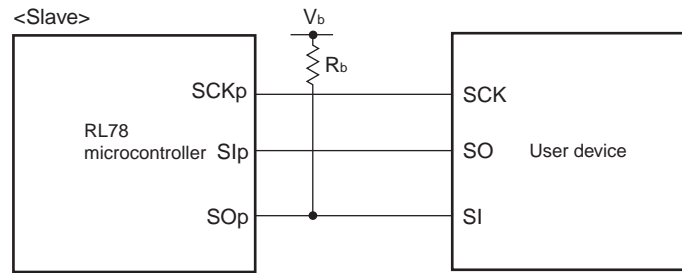 <Slave>
Vb
Rb
SCKp
SCK
RL78
microcontroller
SIp
SO
User device
SOp
SI